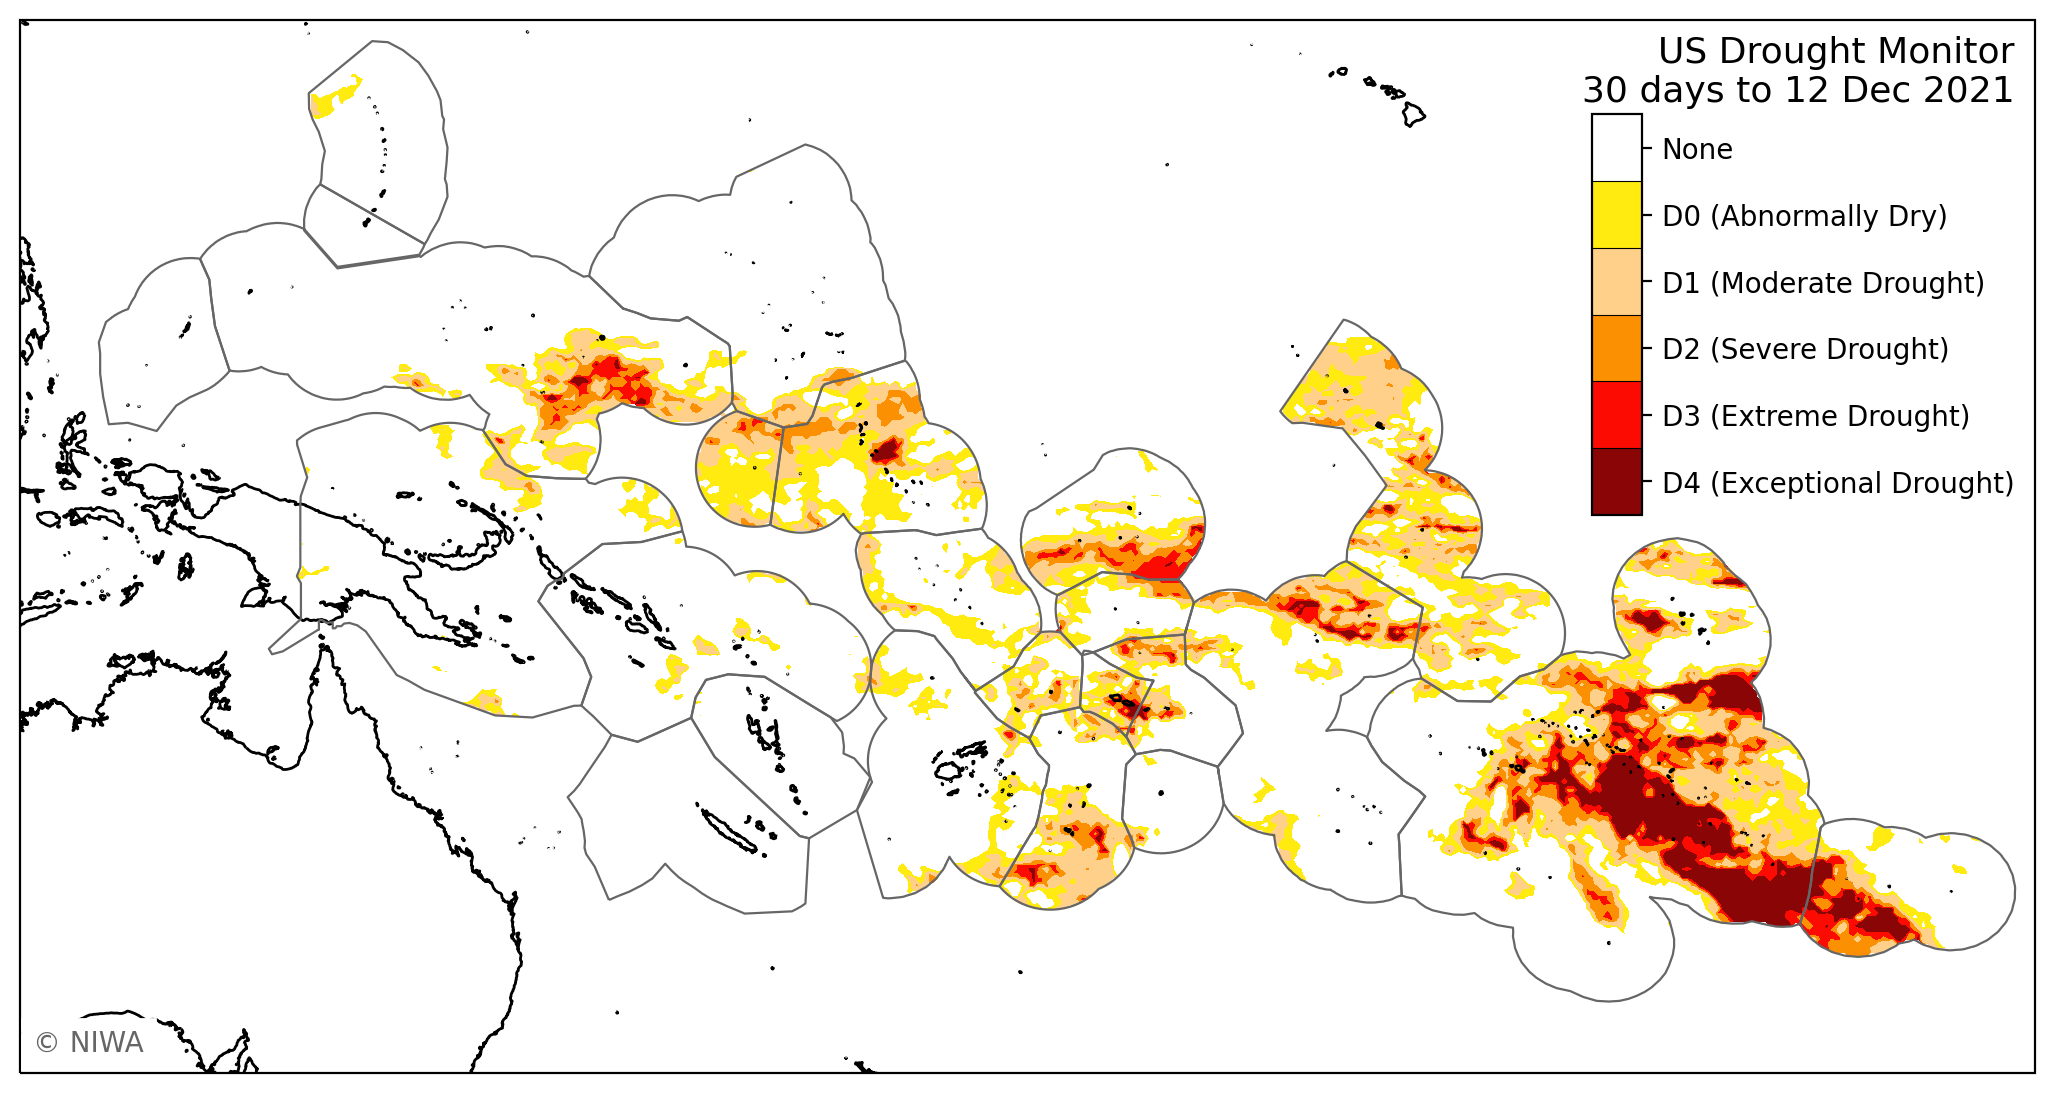 US Drought Monitor
30 days to 12 Dec 2021
None
D0 (Abnormally Dry)
D1 (Moderate Drought)
D2 (Severe Drought)
D3 (Extreme Drought)
D4 (Exceptional Drought)
© NIWA